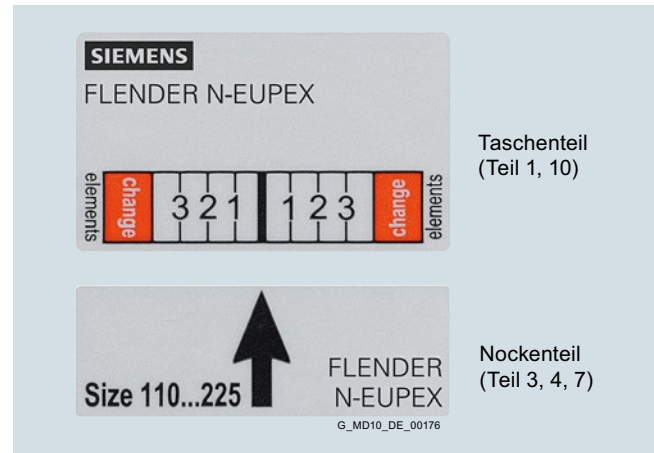 SIEMENS
FLENDER N-EUPEX
elements
change
3 2 1 1 2 3
change
elements
Taschenteil
(Teil 1, 10)
Size 110...225
FLENDER
N-EUPEX
Nockenteil
(Teil 3, 4, 7)
G_MD10_DE_00176